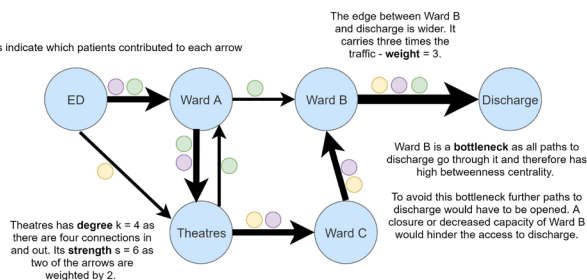 The edge between Ward B
and discharge is wider. It
carries three times the
traffic - weight = 3.
s indicate which patients contributed to each arrow
ED
Ward A
Ward B
Discharge
Ward B is a bottleneck as all paths to
discharge go through it and therefore has
high betweenness centrality.
To avoid this bottleneck further paths to
discharge would have to be opened. A
closure or decreased capacity of Ward B
would hinder the access to discharge.
Theatres has degree k = 4 as
there are four connections in
and out. Its strength s = 6 as
two of the arrows are
weighted by 2.
Theatres
Ward C